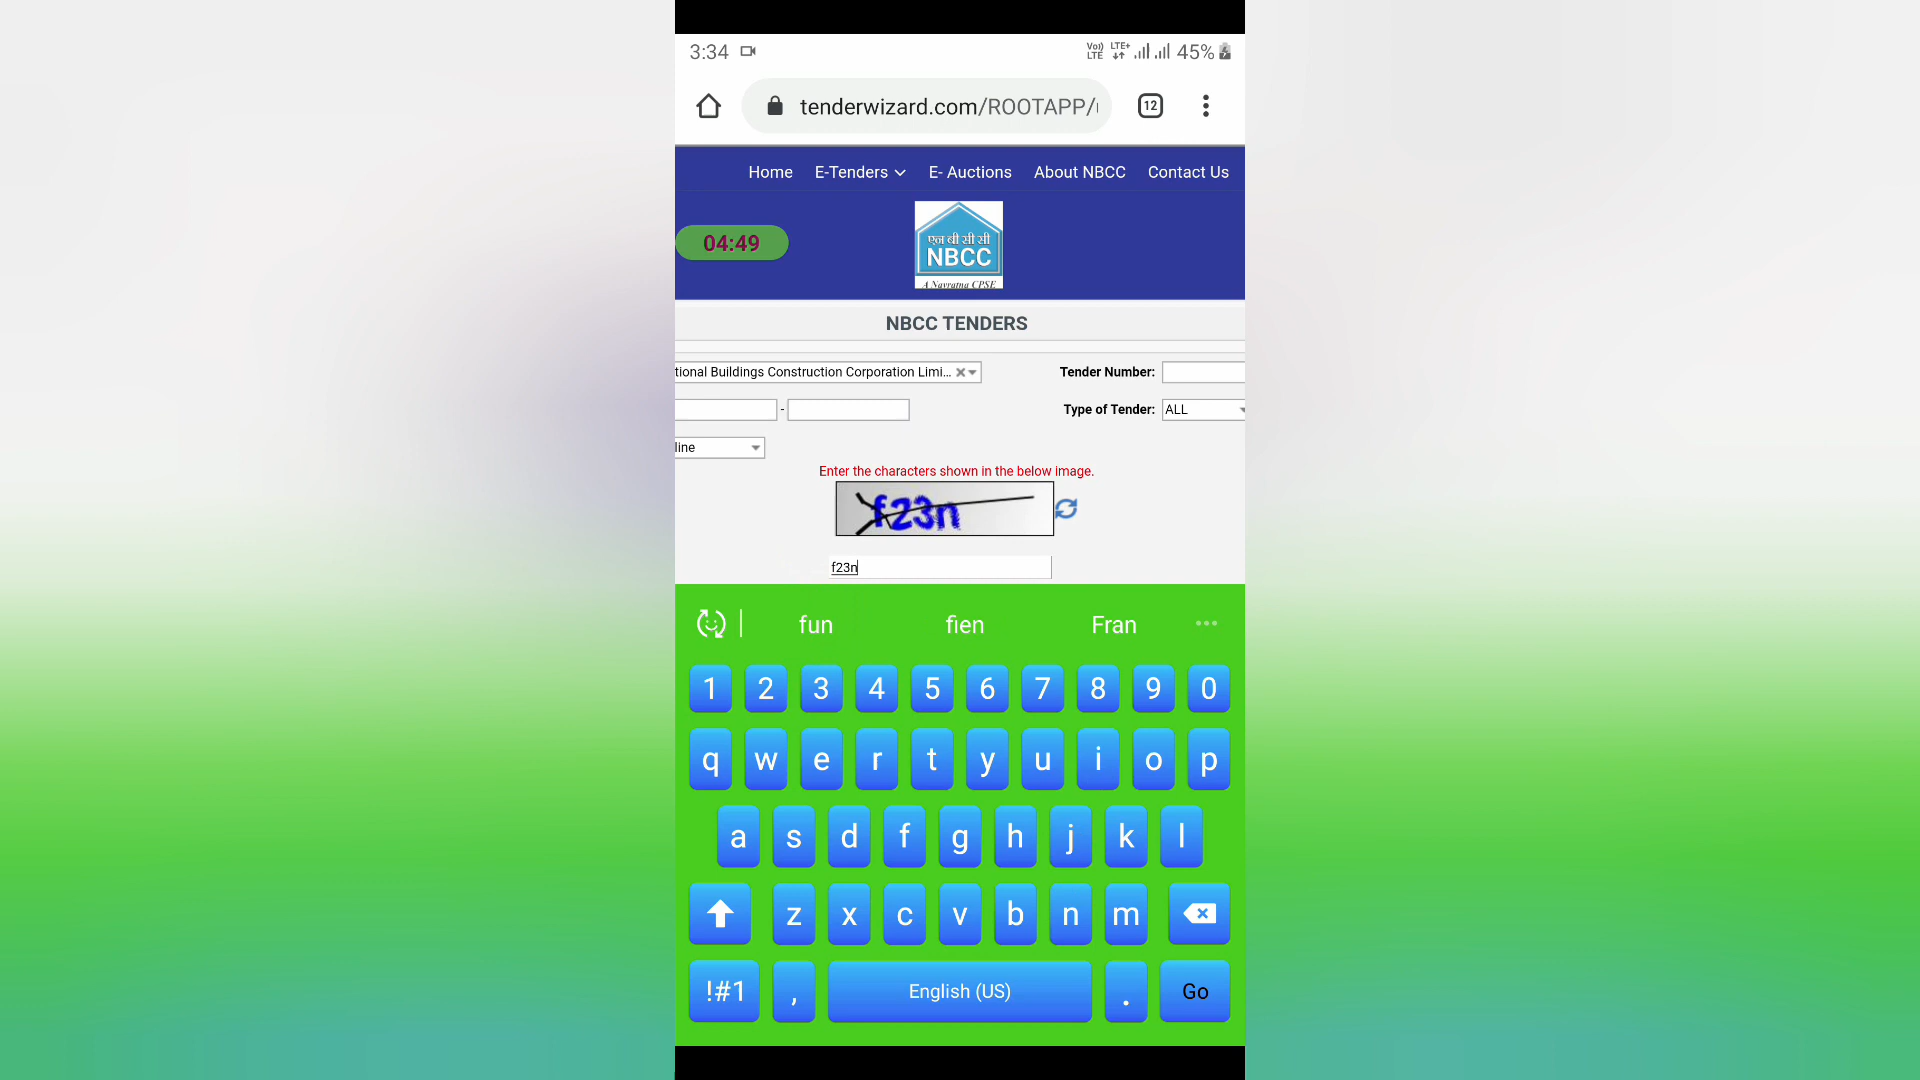 3:34 Vo)) LTE LTE+ 45%
tenderwizard.com/ROOTAPP/ 12
Home E-Tenders E- Auctions About NBCC Contact Us
04:49
एन बी सी सी
NBCC
A Navratna CPSE
NBCC TENDERS
tional Buildings Construction Corporation Limi... Tender Number:
- Type of Tender: ALL
line
Enter the characters shown in the below image.
f23n
f23n
fun fien Fran
1 2 3 4 5 6 7 8 9 0
q w e r t y u i o p
a s d f g h j k l
z x c v b n m
!#1 , English (US) . Go